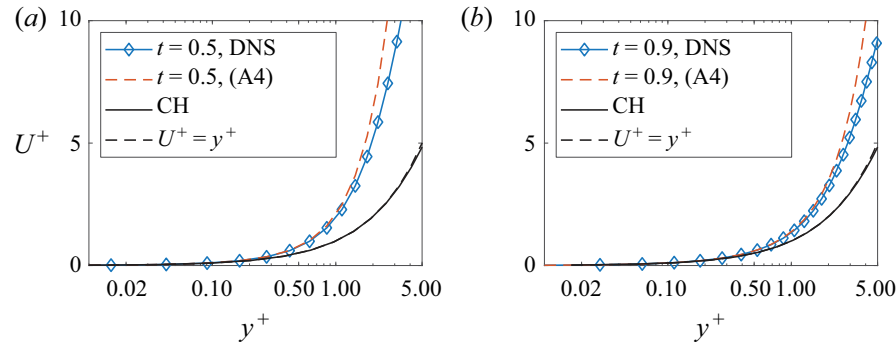 (a)
10
t = 0.5, DNS
t = 0.5, (A4)
CH
U⁺ = y⁺
U⁺
5
0
0.02 0.10 0.50 1.00 5.00
y⁺
(b)
10
t = 0.9, DNS
t = 0.9, (A4)
CH
U⁺ = y⁺
5
0
0.02 0.10 0.50 1.00 5.00
y⁺